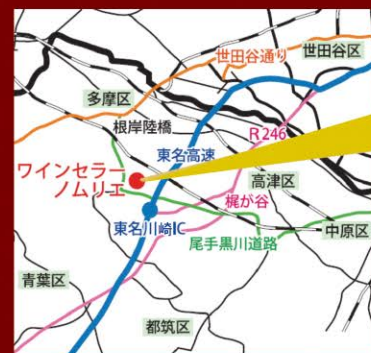 世田谷通り
世田谷区
多摩区
根岸陸橋
R246
東名高速
ワインセラー
ノムリエ
高津区
梶が谷
東名川崎IC
尾手黒川道路
中原区
青葉区
都筑区